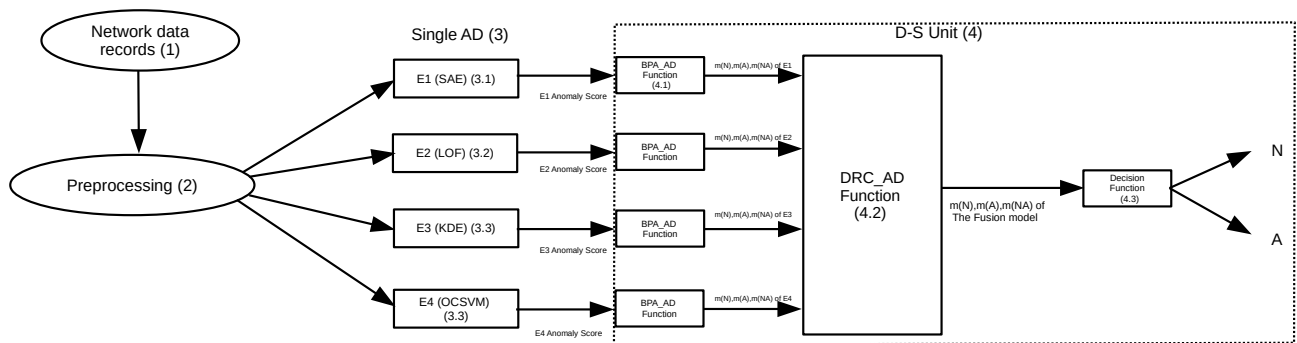 Network data
records (1)
Preprocessing (2)
Single AD (3)
E1 (SAE) (3.1)
E1 Anomaly Score
E2 (LOF) (3.2)
E2 Anomaly Score
E3 (KDE) (3.3)
E3 Anomaly Score
E4 (OCSVM)
(3.3)
E4 Anomaly Score
D-S Unit (4)
BPA_AD
Function
(4.1)
m(N),m(A),m(NA) of E1
BPA_AD
Function
m(N),m(A),m(NA) of E2
BPA_AD
Function
m(N),m(A),m(NA) of E3
BPA_AD
Function
m(N),m(A),m(NA) of E4
DRC_AD
Function
(4.2)
m(N),m(A),m(NA) of
The Fusion model
Decision
Function
(4.3)
N
A